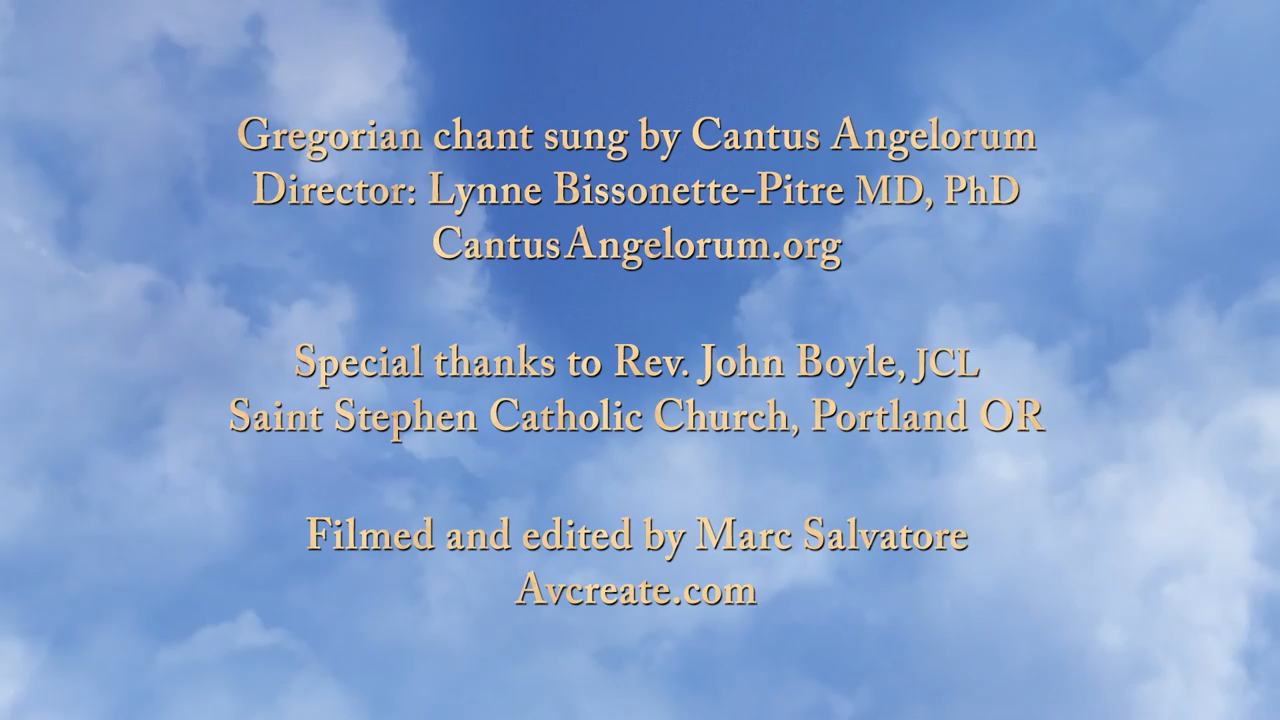 Gregorian chant sung by Cantus Angelorum
Director: Lynne Bissonette-Pitre MD, PhD
CantusAngelorum.org
Special thanks to Rev. John Boyle, JCL
Saint Stephen Catholic Church, Portland OR
Filmed and edited by Marc Salvatore
Avcreate.com